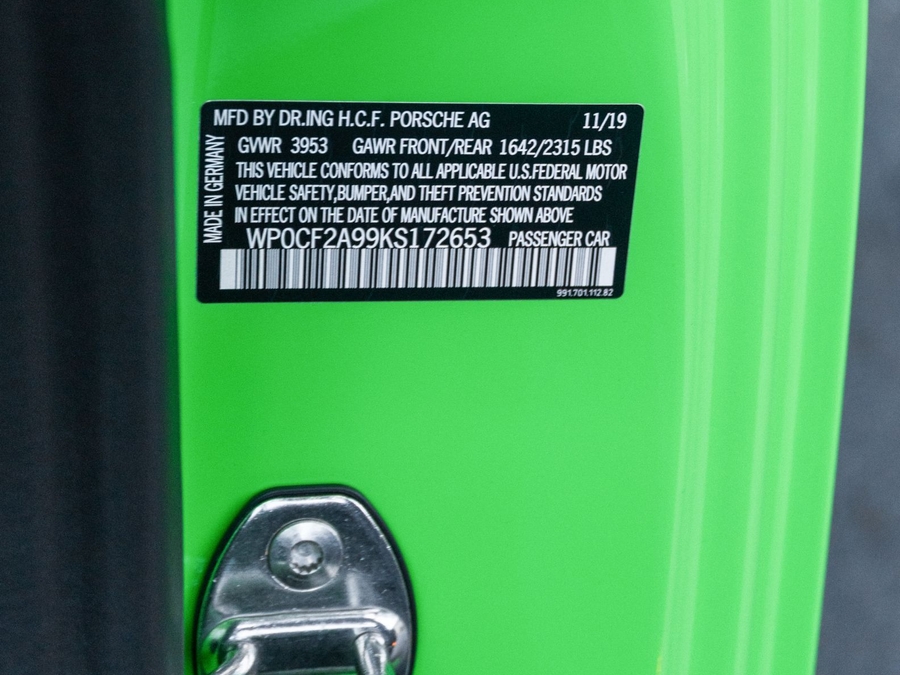 MFD BY DR.ING H.C.F. PORSCHE AG 11/19
GVWR 3953 GAWR FRONT/REAR 1642/2315 LBS
THIS VEHICLE CONFORMS TO ALL APPLICABLE U.S.FEDERAL MOTOR
VEHICLE SAFETY,BUMPER,AND THEFT PREVENTION STANDARDS
IN EFFECT ON THE DATE OF MANUFACTURE SHOWN ABOVE
WP0CF2A99KS172653 PASSENGER CAR
991.701.112.82
MADE IN GERMANY